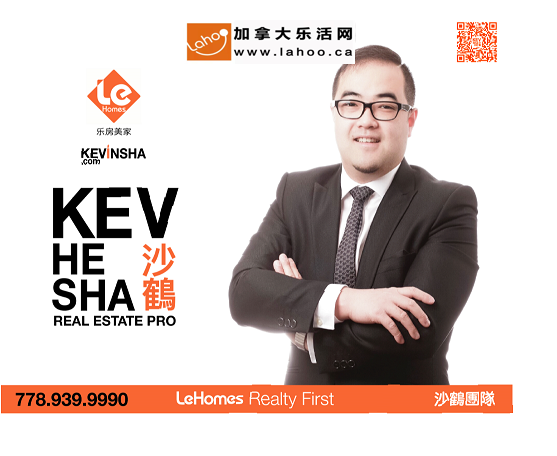 Lahoo
加拿大乐活网
www.lahoo.ca
Le
Homes
乐房美家
KEVINSHA
.com
KEV
HE
SHA
沙鶴
REAL ESTATE PRO
778.939.9990
LeHomes Realty First
沙鶴團隊